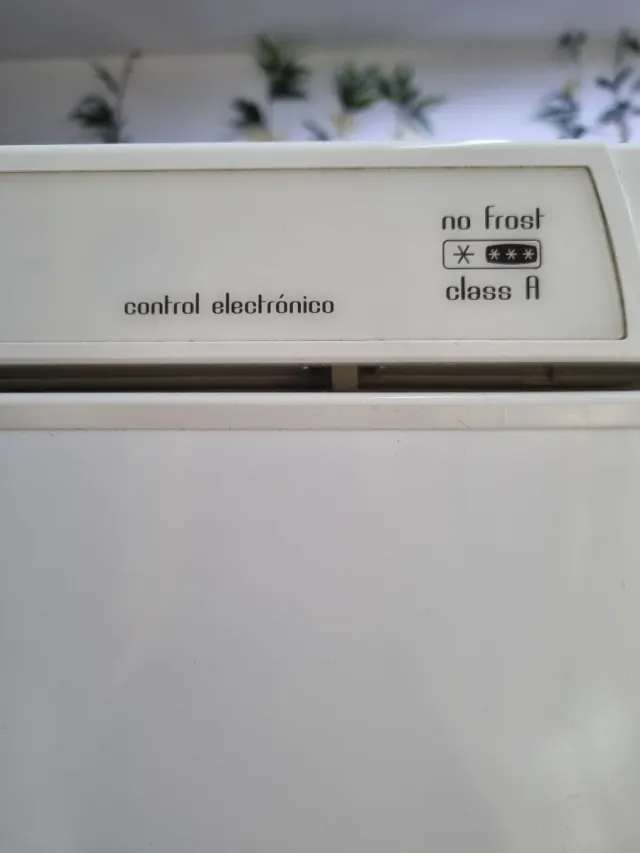 no frost
* ***
class A
control electrónico